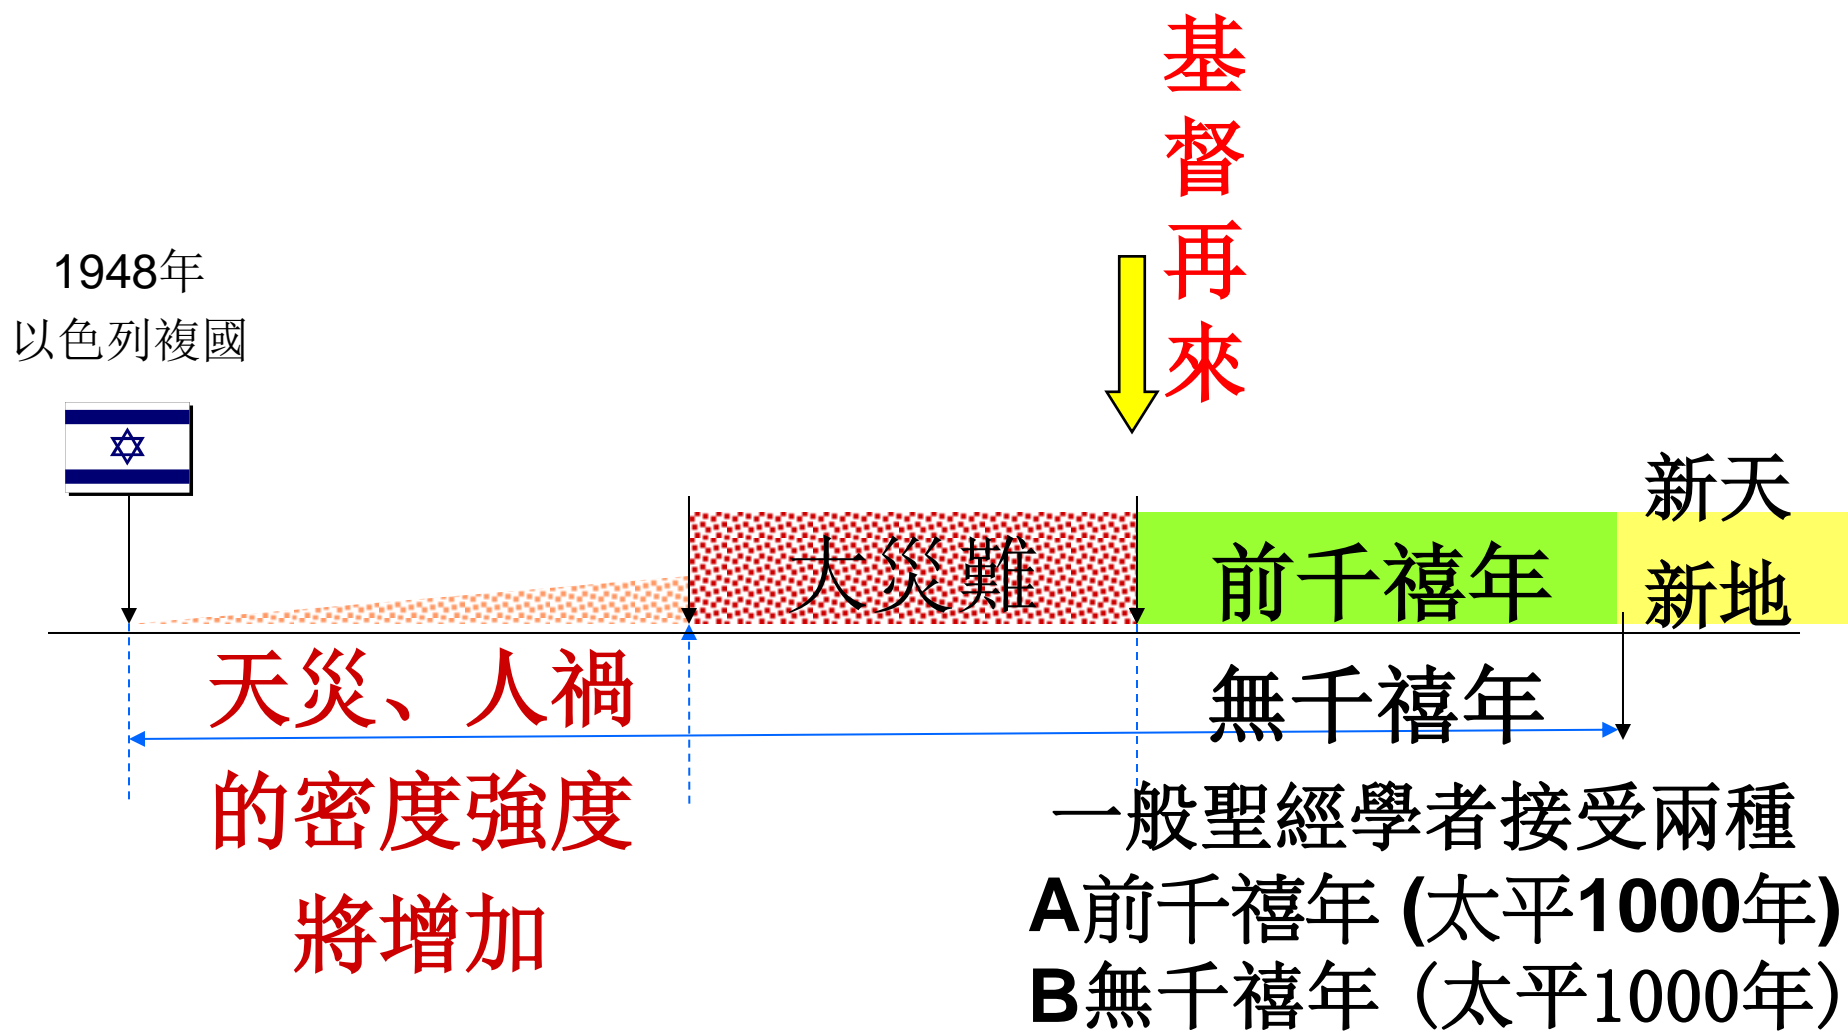 基
督
再
來
1948年
以色列複國
大災難
前千禧年
新天
新地
天災、人禍
的密度強度
將增加
無千禧年
一般聖經學者接受兩種
A前千禧年 (太平1000年)
B無千禧年 (太平1000年)